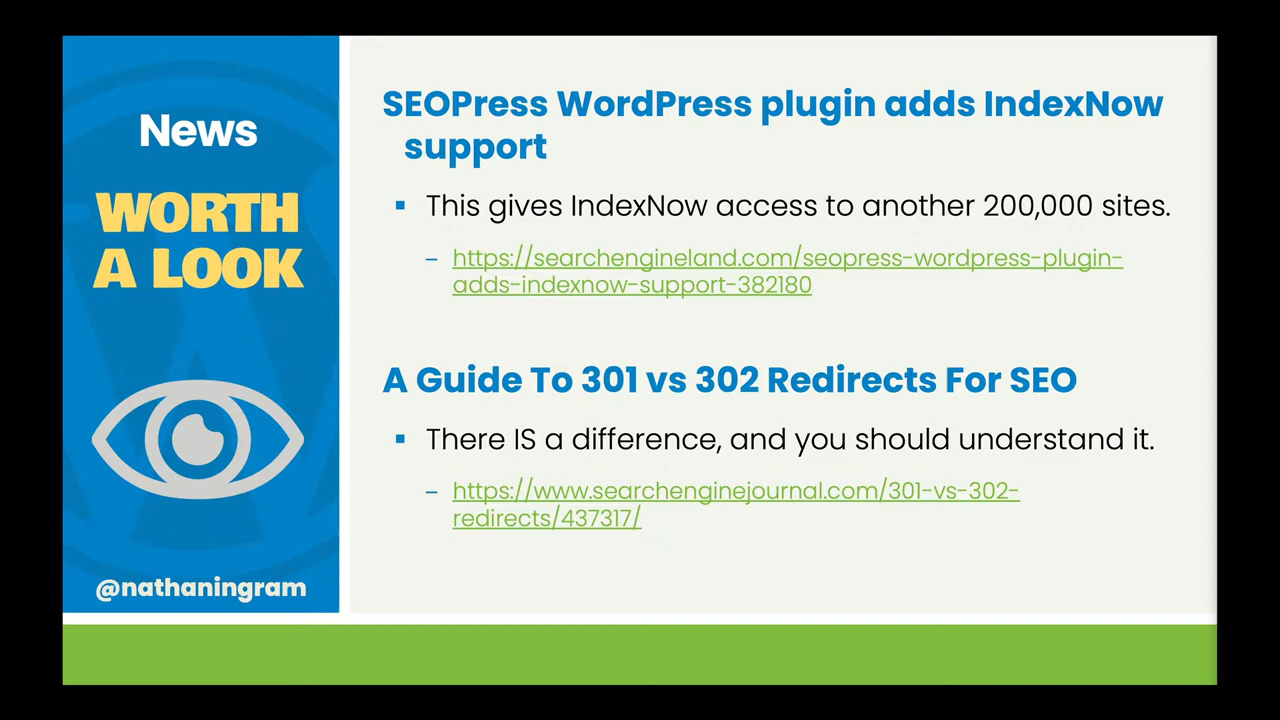 News
WORTH
A LOOK
@nathaningram
SEOPress WordPress plugin adds IndexNow
support
▪ This gives IndexNow access to another 200,000 sites.
– https://searchengineland.com/seopress-wordpress-plugin-
adds-indexnow-support-382180
A Guide To 301 vs 302 Redirects For SEO
▪ There IS a difference, and you should understand it.
– https://www.searchenginejournal.com/301-vs-302-
redirects/437317/